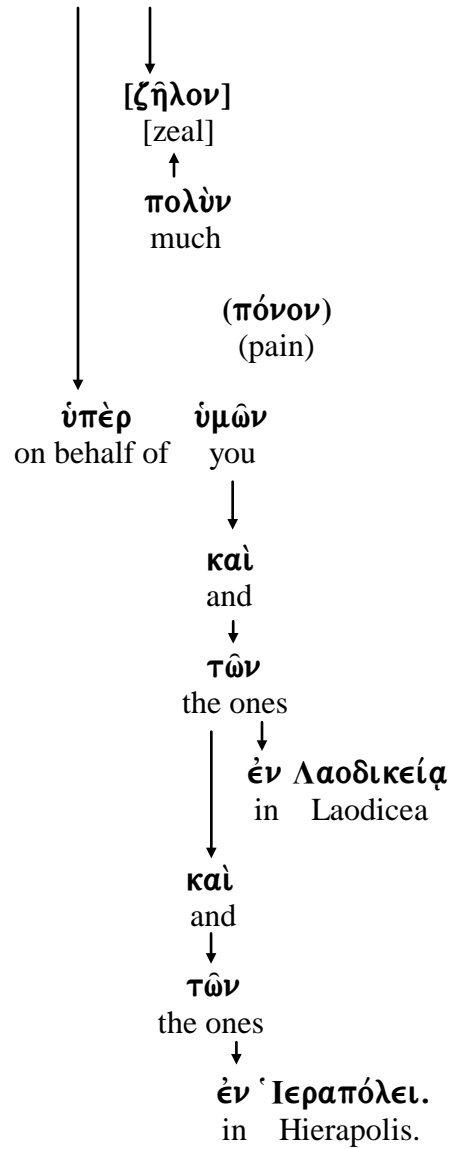 [ζῆλον]
[zeal]
πολὺν
much
(πόνον)
(pain)
ὑπὲρ ὑμῶν
on behalf of you
καὶ
and
τῶν
the ones
ἐν Λαοδικείᾳ
in Laodicea
καὶ
and
τῶν
the ones
ἐν Ἱεραπόλει.
in Hierapolis.